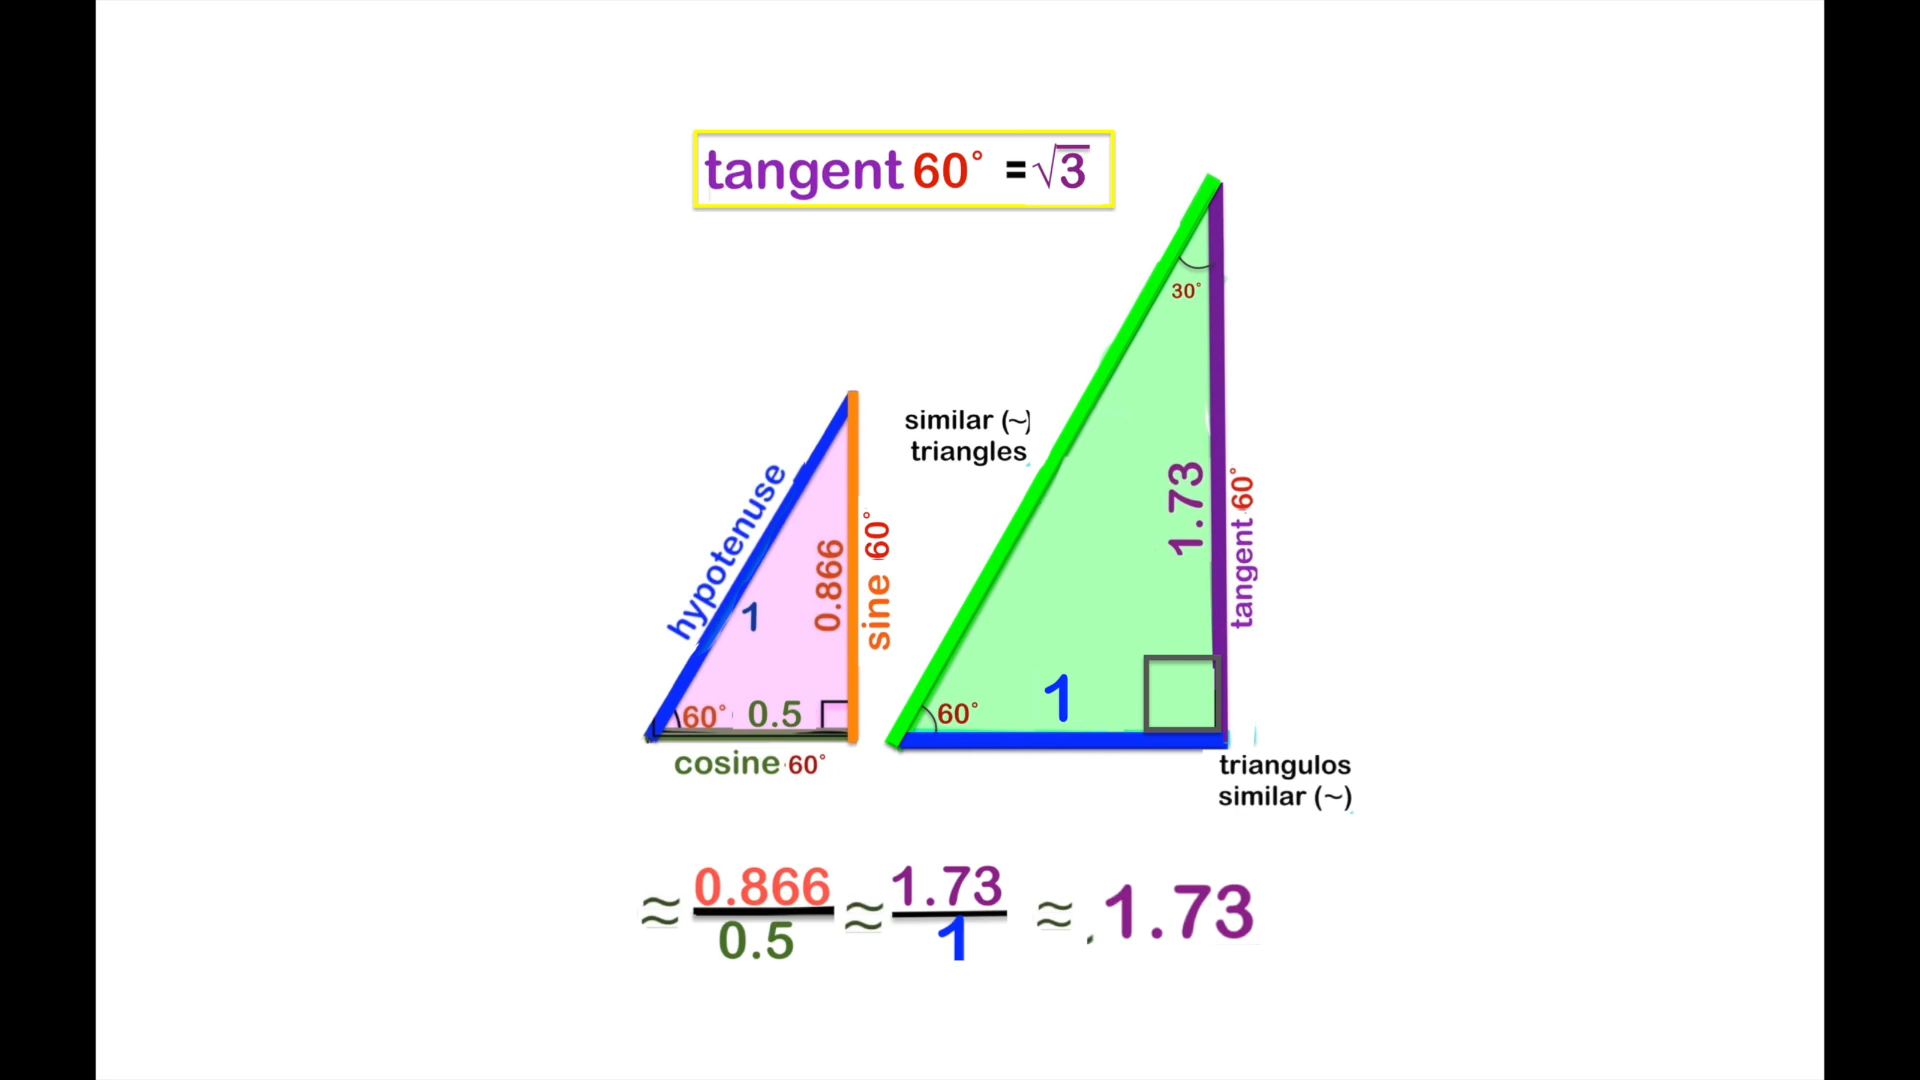 tangent 60° = √3
30°
similar (~)
triangles
hypotenuse
1
0.866
sine 60°
1.73
tangent 60°
60° 0.5
cosine 60°
60°
1
triangulos
similar (~)
≈ 0.866/0.5 ≈ 1.73/1 ≈ 1.73